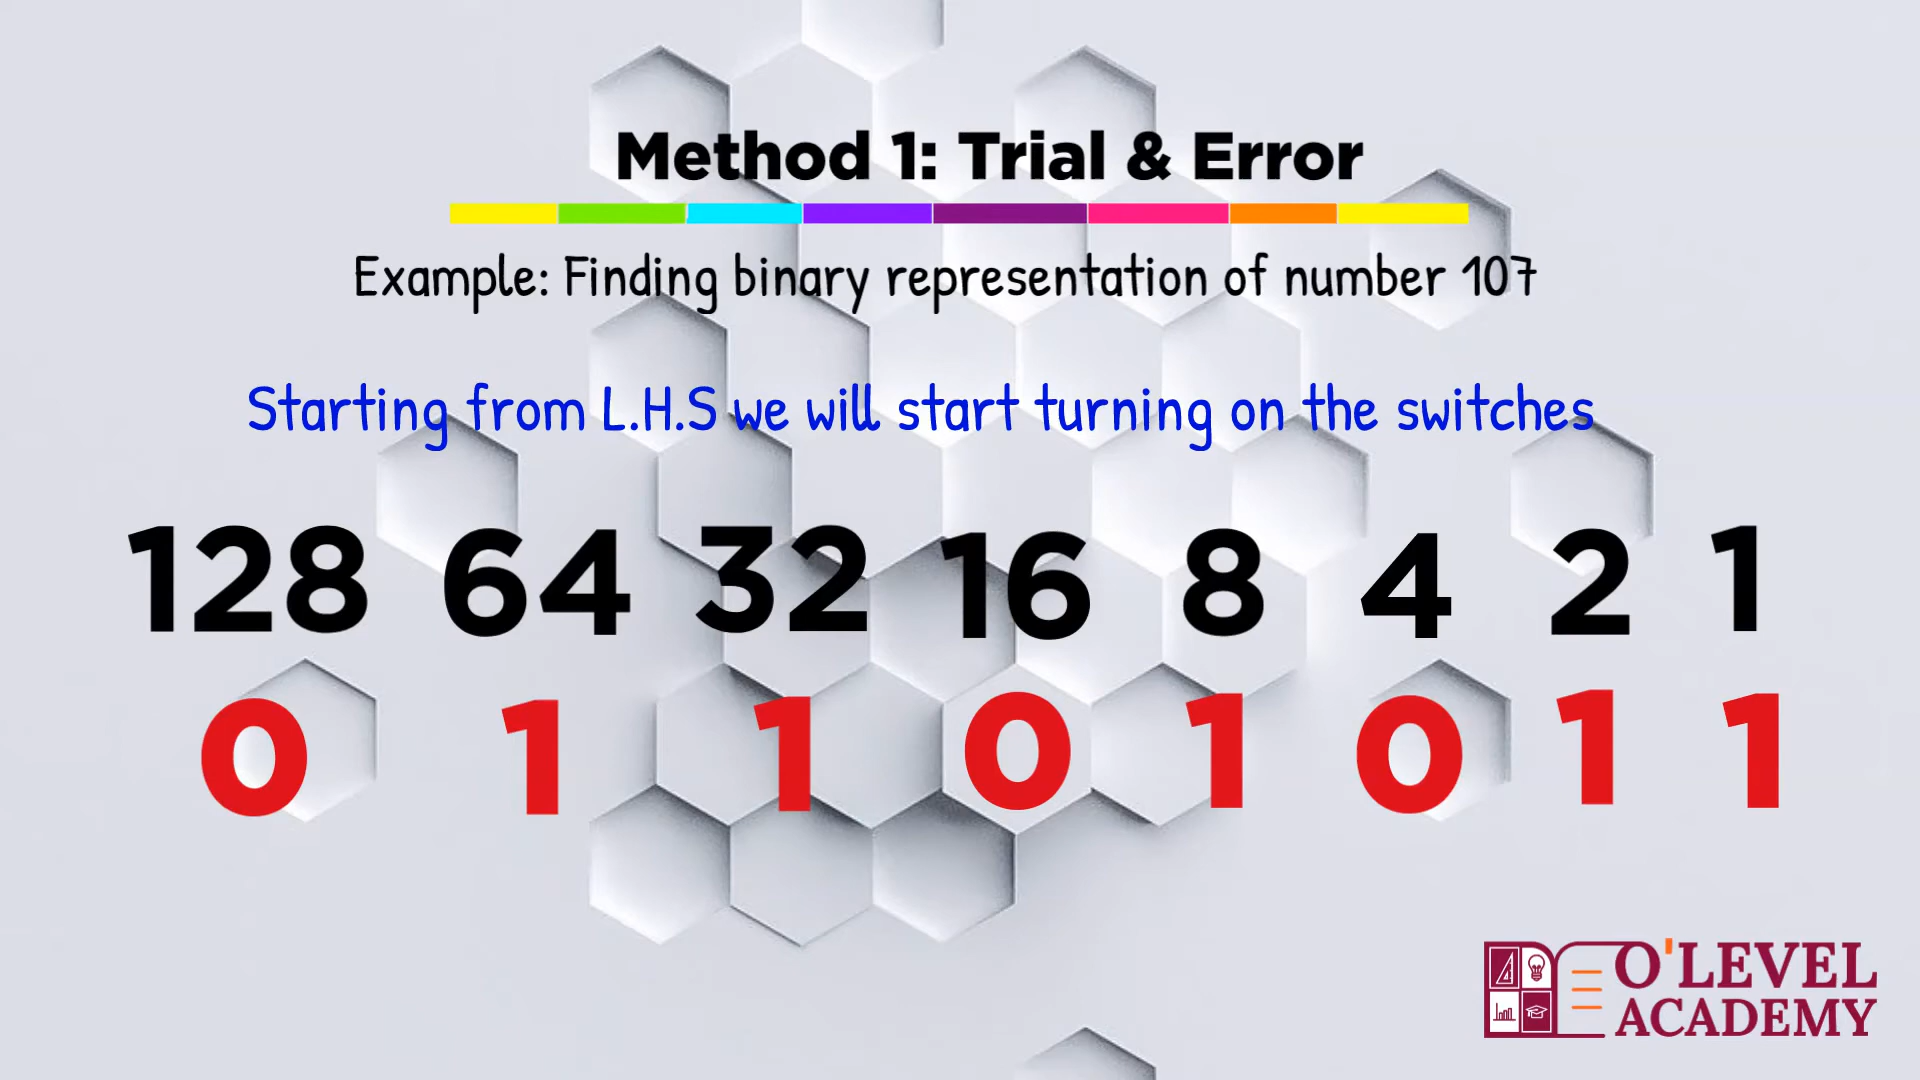 Method 1: Trial & Error
Example: Finding binary representation of number 107
Starting from L.H.S we will start turning on the switches
128 64 32 16 8 4 2 1
0 1 1 0 1 0 1 1
O'LEVEL
ACADEMY